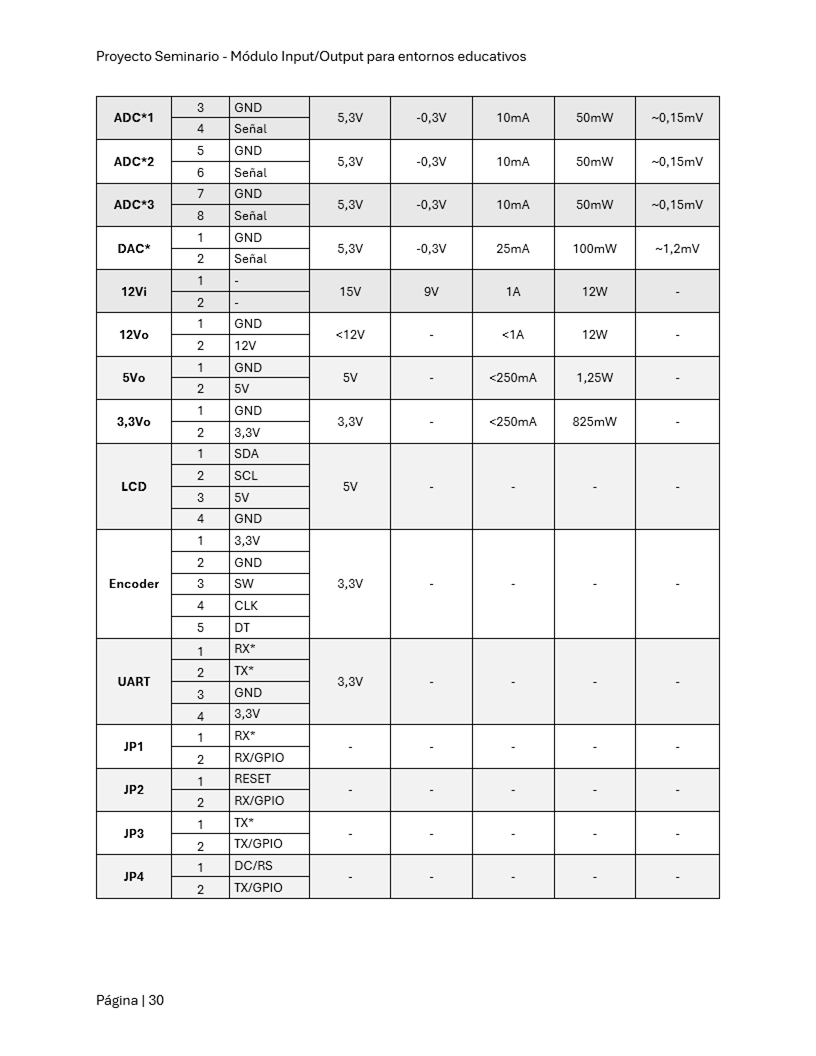 Proyecto Seminario - Módulo Input/Output para entornos educativos
ADC*1 3 GND 5,3V -0,3V 10mA 50mW ~0,15mV
4 Señal
ADC*2 5 GND 5,3V -0,3V 10mA 50mW ~0,15mV
6 Señal
ADC*3 7 GND 5,3V -0,3V 10mA 50mW ~0,15mV
8 Señal
DAC* 1 GND 5,3V -0,3V 25mA 100mW ~1,2mV
2 Señal
12Vi 1 - 15V 9V 1A 12W -
2 -
12Vo 1 GND <12V - <1A 12W -
2 12V
5Vo 1 GND 5V - <250mA 1,25W -
2 5V
3,3Vo 1 GND 3,3V - <250mA 825mW -
2 3,3V
LCD 1 SDA 5V - - - -
2 SCL
3 5V
4 GND
Encoder 1 3,3V 3,3V - - - -
2 GND
3 SW
4 CLK
5 DT
UART 1 RX* 3,3V - - - -
2 TX*
3 GND
4 3,3V
JP1 1 RX* - - - - -
2 RX/GPIO
JP2 1 RESET - - - - -
2 RX/GPIO
JP3 1 TX* - - - - -
2 TX/GPIO
JP4 1 DC/RS - - - - -
2 TX/GPIO
Página | 30